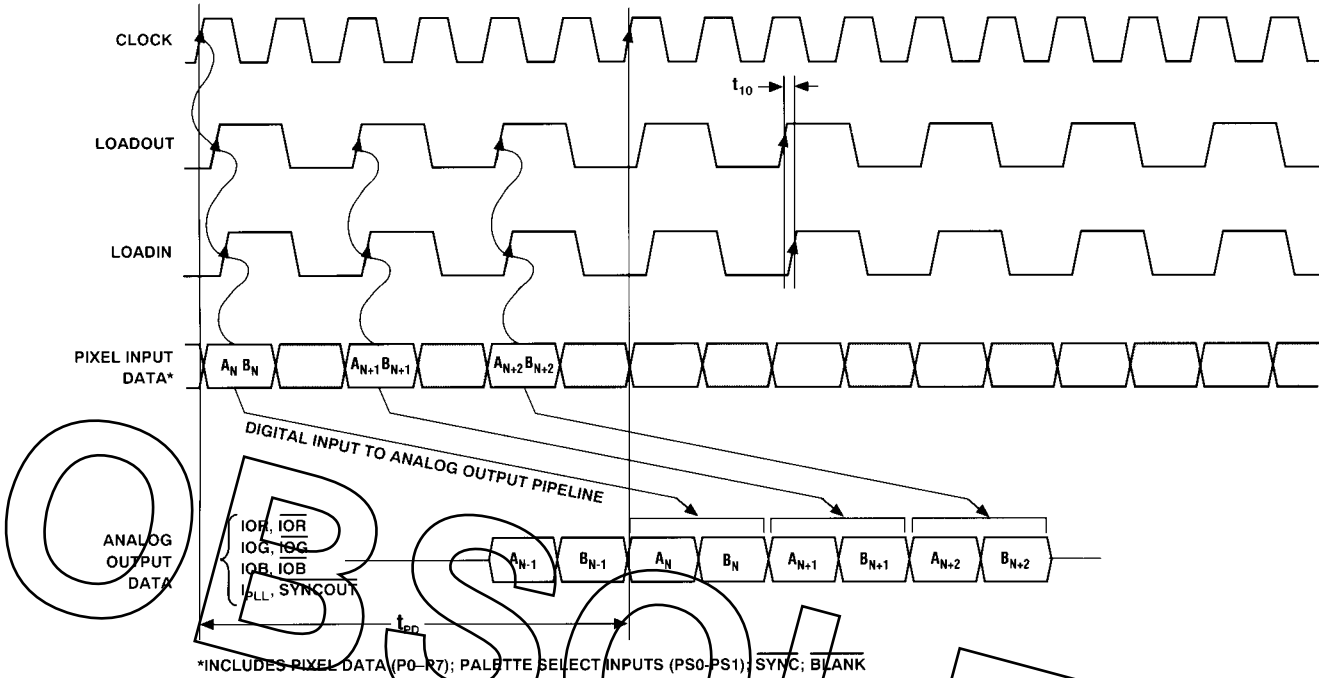 CLOCK
t10
LOADOUT
LOADIN
PIXEL INPUT
DATA*
AN BN
AN+1 BN+1
AN+2 BN+2
DIGITAL INPUT TO ANALOG OUTPUT PIPELINE
ANALOG
OUTPUT
DATA
IOR, IOR
IOG, IOG
IOB, IOB
IPLL, SYNCOUT
AN-1
BN-1
AN
BN
AN+1
BN+1
AN+2
BN+2
tPD
*INCLUDES PIXEL DATA (P0–P7); PALETTE SELECT INPUTS (PS0-PS1); SYNC; BLANK
OBSOL